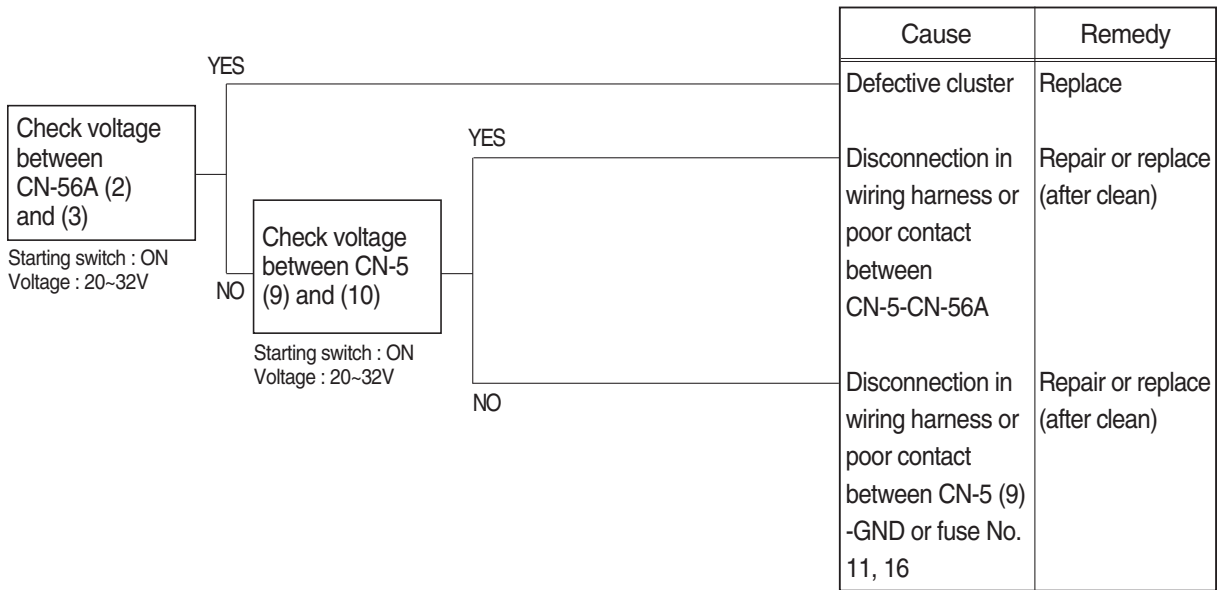 Cause
Remedy
YES
Defective cluster
Replace
Check voltage
between
CN-56A (2)
and (3)
Starting switch : ON
Voltage : 20~32V
YES
Disconnection in
wiring harness or
poor contact
between
CN-5-CN-56A
Repair or replace
(after clean)
NO
Check voltage
between CN-5
(9) and (10)
Starting switch : ON
Voltage : 20~32V
NO
Disconnection in
wiring harness or
poor contact
between CN-5 (9)
-GND or fuse No.
11, 16
Repair or replace
(after clean)